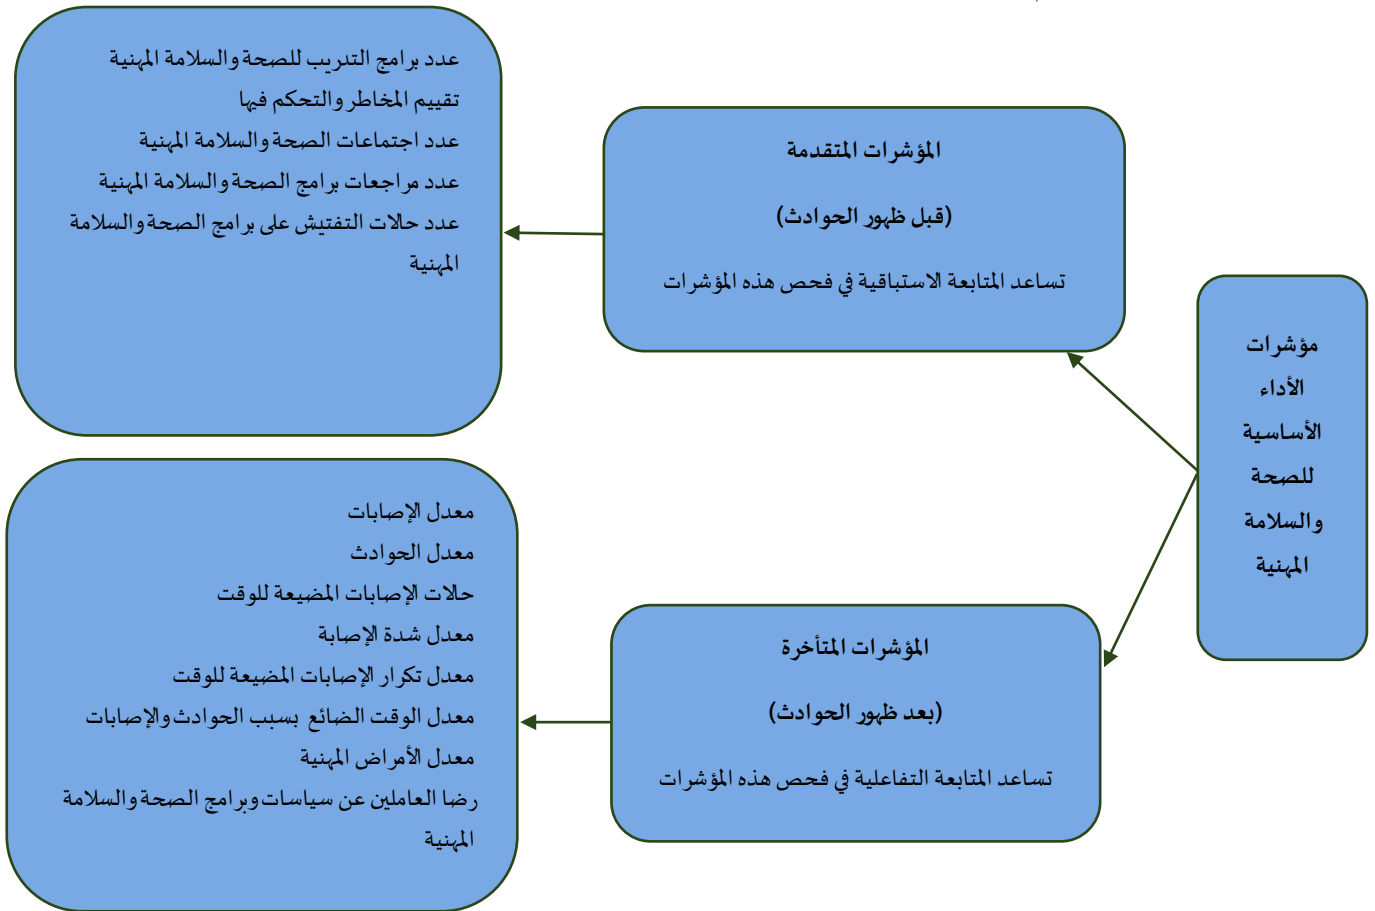 مؤشرات
الأداء
الأساسية
للصحة
والسلامة
المهنية
المؤشرات المتقدمة
(قبل ظهور الحوادث)
تساعد المتابعة الاستباقية في فحص هذه المؤشرات
عدد برامج التدريب للصحة والسلامة المهنية
تقييم المخاطر والتحكم فيها
عدد اجتماعات الصحة والسلامة المهنية
عدد مراجعات برامج الصحة والسلامة المهنية
عدد حالات التفتيش على برامج الصحة والسلامة
المهنية
المؤشرات المتأخرة
(بعد ظهور الحوادث)
تساعد المتابعة التفاعلية في فحص هذه المؤشرات
معدل الإصابات
معدل الحوادث
حالات الإصابات المضيعة للوقت
معدل شدة الإصابة
معدل تكرار الإصابات المضيعة للوقت
معدل الوقت الضائع بسبب الحوادث والإصابات
معدل الأمراض المهنية
رضا العاملين عن سياسات وبرامج الصحة والسلامة
المهنية